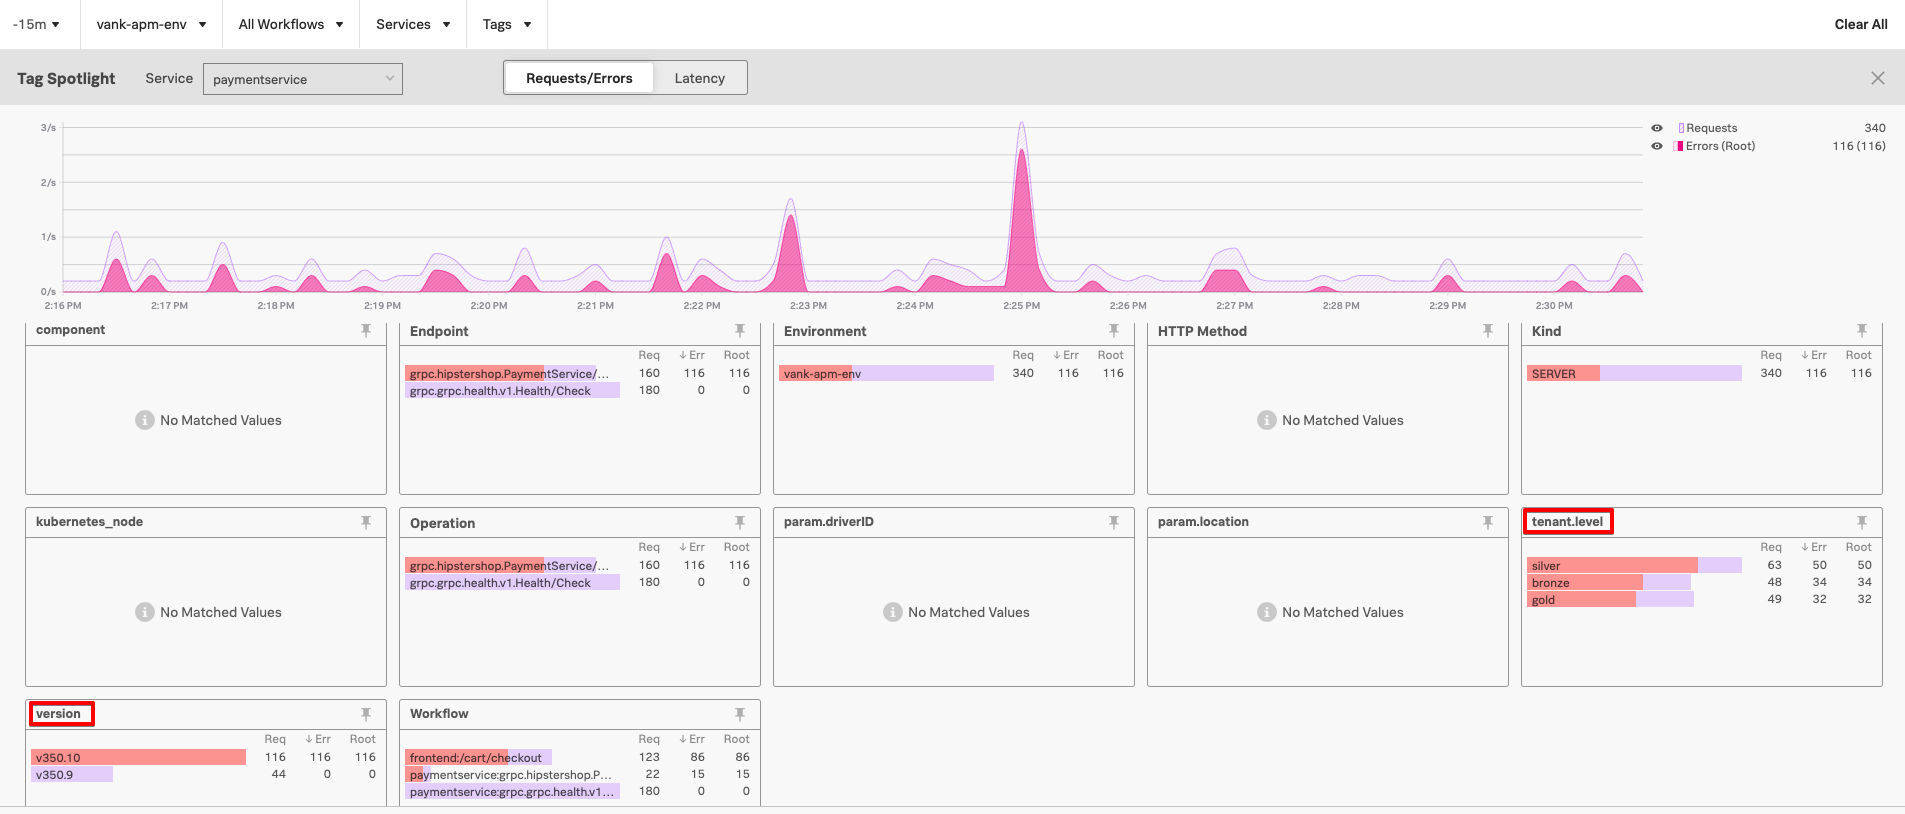 -15m vank-apm-env All Workflows Services Tags Clear All
Tag Spotlight Service paymentservice Requests/Errors Latency
3/s
2/s
1/s
0/s
Requests 340
Errors (Root) 116 (116)
2:16 PM 2:17 PM 2:18 PM 2:19 PM 2:20 PM 2:21 PM 2:22 PM 2:23 PM 2:24 PM 2:25 PM 2:26 PM 2:27 PM 2:28 PM 2:29 PM 2:30 PM
component
No Matched Values
Endpoint
Req ↓ Err Root
grpc.hipstershop.PaymentService/... 160 116 116
grpc.grpc.health.v1.Health/Check 180 0 0
Environment
Req ↓ Err Root
vank-apm-env 340 116 116
HTTP Method
No Matched Values
Kind
Req ↓ Err Root
SERVER 340 116 116
kubernetes_node
No Matched Values
Operation
Req ↓ Err Root
grpc.hipstershop.PaymentService/... 160 116 116
grpc.grpc.health.v1.Health/Check 180 0 0
param.driverID
No Matched Values
param.location
No Matched Values
tenant.level
Req ↓ Err Root
silver 63 50 50
bronze 48 34 34
gold 49 32 32
version
Req ↓ Err Root
v350.10 116 116 116
v350.9 44 0 0
Workflow
Req ↓ Err Root
frontend:/cart/checkout 123 86 86
paymentservice:grpc.hipstershop.P... 22 15 15
paymentservice:grpc.grpc.health.v1... 180 0 0